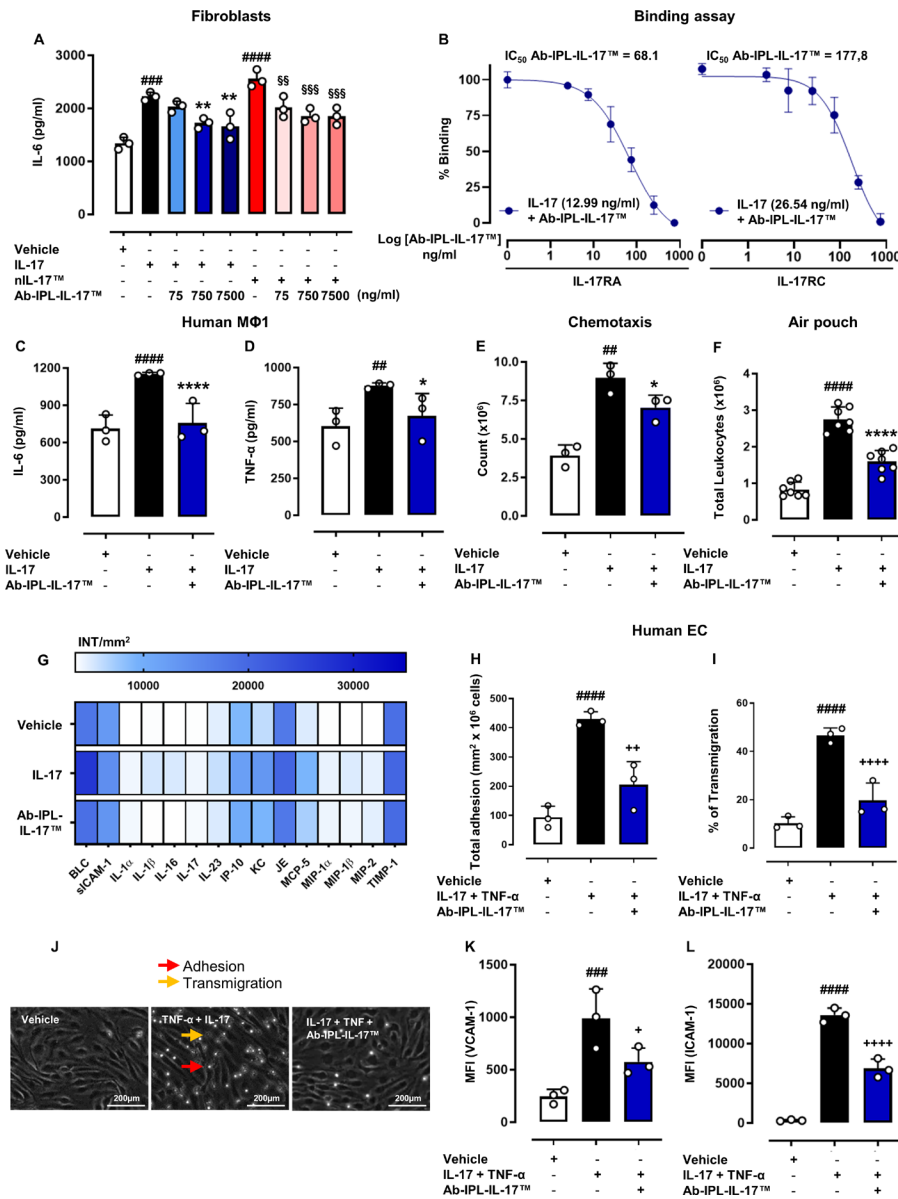 Fibroblasts
Binding assay
A
3000
2000
1000
0
IL-6 (pg/ml)
###
**
**
####
§§
§§§
§§§
Vehicle + - - - - - - - -
IL-17 - + + + + - - - -
nIL-17™ - - - - - + + + +
Ab-IPL-IL-17™ - - 75 750 7500 - 75 750 7500 (ng/ml)
B
IC50 Ab-IPL-IL-17™ = 68.1
IC50 Ab-IPL-IL-17™ = 177,8
100
75
50
25
0
% Binding
IL-17 (12.99 ng/ml)
+ Ab-IPL-IL-17™
IL-17 (26.54 ng/ml)
+ Ab-IPL-IL-17™
0 1 10 100 1000
0 1 10 100 1000
Log [Ab-IPL-IL-17™]
ng/ml
IL-17RA
IL-17RC
Human MΦ1
Chemotaxis
Air pouch
C
1200
900
600
300
0
IL-6 (pg/ml)
####
****
Vehicle + - -
IL-17 - + +
Ab-IPL-IL-17™ - - +
D
900
750
500
250
0
TNF-α (pg/ml)
##
*
Vehicle + - -
IL-17 - + +
Ab-IPL-IL-17™ - - +
E
10.0
7.5
5.0
2.5
0.0
Count (x10⁶)
##
*
Vehicle + - -
IL-17 - + +
Ab-IPL-IL-17™ - - +
F
4
3
2
1
0
Total Leukocytes (x10⁶)
####
****
Vehicle + - -
IL-17 - + +
Ab-IPL-IL-17™ - - +
G
INT/mm²
10000 20000 30000
Vehicle
IL-17
Ab-IPL-
IL-17™
BLC
sICAM-1
IL-1α
IL-1β
IL-16
IL-17
IL-23
IP-10
KC
JE
MCP-5
MIP-1α
MIP-1β
MIP-2
TIMP-1
Human EC
H
500
400
300
200
100
0
Total adhesion (mm² x 10⁶ cells)
####
++
Vehicle + - -
IL-17 + TNF-α - + +
Ab-IPL-IL-17™ - - +
I
60
40
20
0
% of Transmigration
####
++++
Vehicle + - -
IL-17 + TNF-α - + +
Ab-IPL-IL-17™ - - +
J
Adhesion
Transmigration
Vehicle
200µm
TNF-α + IL-17
200µm
IL-17 + TNF +
Ab-IPL-IL-17™
200µm
K
1500
1000
500
0
MFI (VCAM-1)
###
+
Vehicle + - -
IL-17 + TNF-α - + +
Ab-IPL-IL-17™ - - +
L
20000
15000
10000
5000
0
MFI (ICAM-1)
####
++++
Vehicle + - -
IL-17 + TNF-α - + +
Ab-IPL-IL-17™ - - +